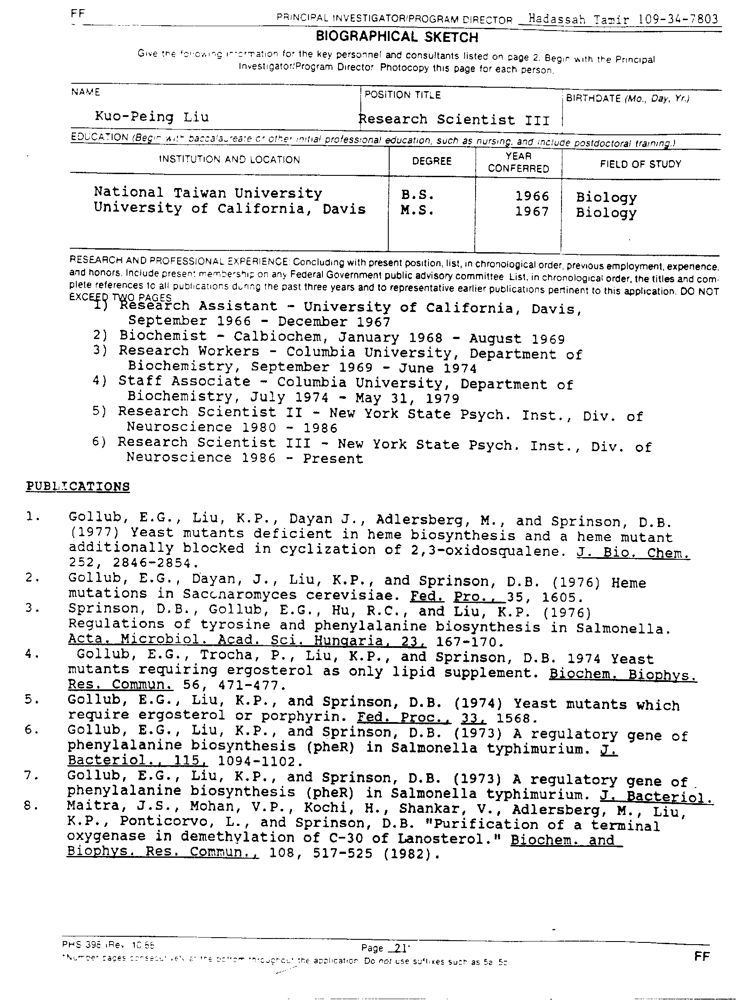 FF
PRINCIPAL INVESTIGATOR/PROGRAM DIRECTOR Hadassah Tamir 109-34-7803
BIOGRAPHICAL SKETCH
Give the following information for the key personnel and consultants listed on page 2. Begin with the Principal
Investigator/Program Director. Photocopy this page for each person.
NAME
POSITION TITLE
BIRTHDATE (Mo., Day, Yr.)
Kuo-Peing Liu
Research Scientist III
EDUCATION (Begin with baccalaureate or other initial professional education, such as nursing, and include postdoctoral training.)
INSTITUTION AND LOCATION
DEGREE
YEAR
CONFERRED
FIELD OF STUDY
National Taiwan University B.S. 1966 Biology
University of California, Davis M.S. 1967 Biology
RESEARCH AND PROFESSIONAL EXPERIENCE: Concluding with present position, list, in chronological order, previous employment, experience,
and honors. Include present membership on any Federal Government public advisory committee. List, in chronological order, the titles and com-
plete references to all publications during the past three years and to representative earlier publications pertinent to this application. DO NOT
EXCEED TWO PAGES
1) Research Assistant - University of California, Davis,
September 1966 - December 1967
2) Biochemist - Calbiochem, January 1968 - August 1969
3) Research Workers - Columbia University, Department of
Biochemistry, September 1969 - June 1974
4) Staff Associate - Columbia University, Department of
Biochemistry, July 1974 - May 31, 1979
5) Research Scientist II - New York State Psych. Inst., Div. of
Neuroscience 1980 - 1986
6) Research Scientist III - New York State Psych. Inst., Div. of
Neuroscience 1986 - Present
PUBLICATIONS
1. Gollub, E.G., Liu, K.P., Dayan J., Adlersberg, M., and Sprinson, D.B.
(1977) Yeast mutants deficient in heme biosynthesis and a heme mutant
additionally blocked in cyclization of 2,3-oxidosqualene. J. Bio. Chem.
252, 2846-2854.
2. Gollub, E.G., Dayan, J., Liu, K.P., and Sprinson, D.B. (1976) Heme
mutations in Saccnaromyces cerevisiae. Fed. Pro., 35, 1605.
3. Sprinson, D.B., Gollub, E.G., Hu, R.C., and Liu, K.P. (1976)
Regulations of tyrosine and phenylalanine biosynthesis in Salmonella.
Acta. Microbiol. Acad. Sci. Hungaria, 23, 167-170.
4. Gollub, E.G., Trocha, P., Liu, K.P., and Sprinson, D.B. 1974 Yeast
mutants requiring ergosterol as only lipid supplement. Biochem. Biophys.
Res. Commun. 56, 471-477.
5. Gollub, E.G., Liu, K.P., and Sprinson, D.B. (1974) Yeast mutants which
require ergosterol or porphyrin. Fed. Proc., 33, 1568.
6. Gollub, E.G., Liu, K.P., and Sprinson, D.B. (1973) A regulatory gene of
phenylalanine biosynthesis (pheR) in Salmonella typhimurium. J.
Bacteriol., 115, 1094-1102.
7. Gollub, E.G., Liu, K.P., and Sprinson, D.B. (1973) A regulatory gene of
phenylalanine biosynthesis (pheR) in Salmonella typhimurium. J. Bacteriol.
8. Maitra, J.S., Mohan, V.P., Kochi, H., Shankar, V., Adlersberg, M., Liu,
K.P., Ponticorvo, L., and Sprinson, D.B. "Purification of a terminal
oxygenase in demethylation of C-30 of Lanosterol." Biochem. and
Biophys. Res. Commun., 108, 517-525 (1982).
PHS 398 (Rev.
Page 21*
FF
*Number pages consecutively at the bottom throughout the application. Do not use suffixes such as 5a, 5b.